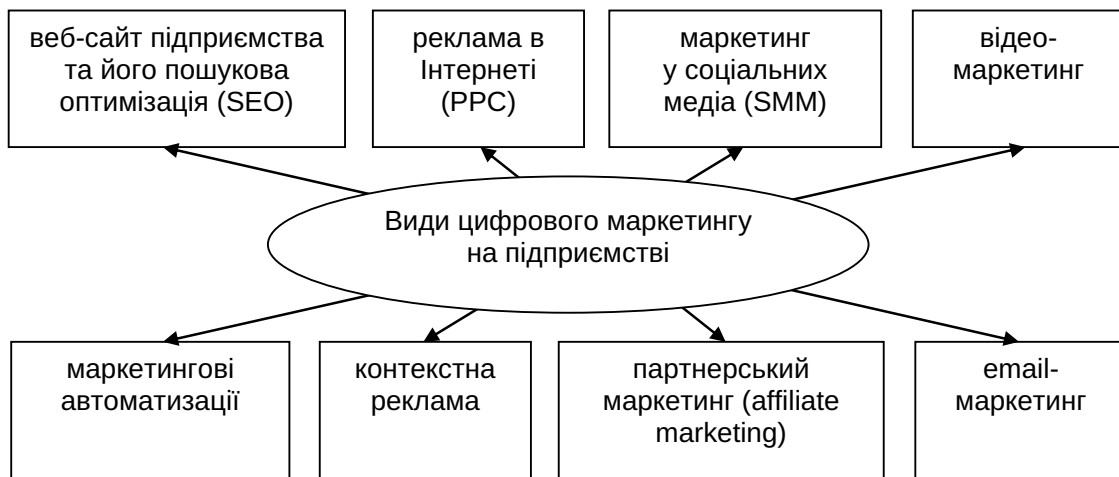 веб-сайт підприємства
та його пошукова
оптимізація (SEO)
реклама в
Інтернеті
(PPC)
маркетинг
у соціальних
медіа (SMM)
відео-
маркетинг
Види цифрового маркетингу
на підприємстві
маркетингові
автоматизації
контекстна
реклама
партнерський
маркетинг (affiliate
marketing)
email-
маркетинг